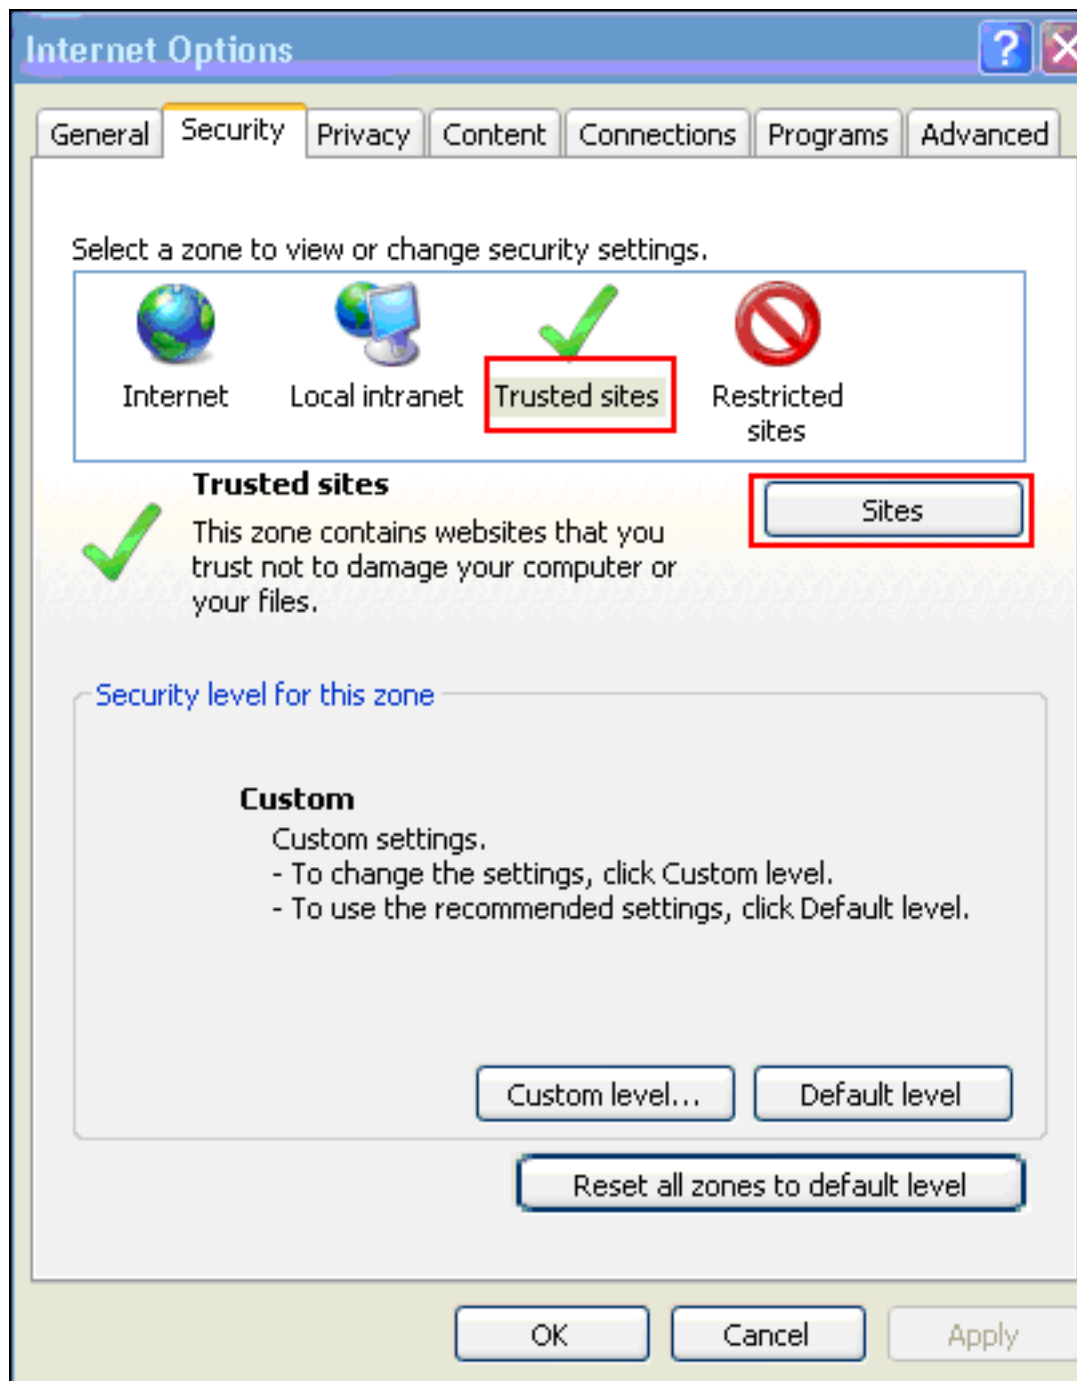 Internet Options
?
General Security Privacy Content Connections Programs Advanced
Select a zone to view or change security settings.
Internet Local intranet Trusted sites Restricted
sites
Trusted sites
Sites
This zone contains websites that you
trust not to damage your computer or
your files.
Security level for this zone
Custom
Custom settings.
- To change the settings, click Custom level.
- To use the recommended settings, click Default level.
Custom level... Default level
Reset all zones to default level
OK Cancel Apply